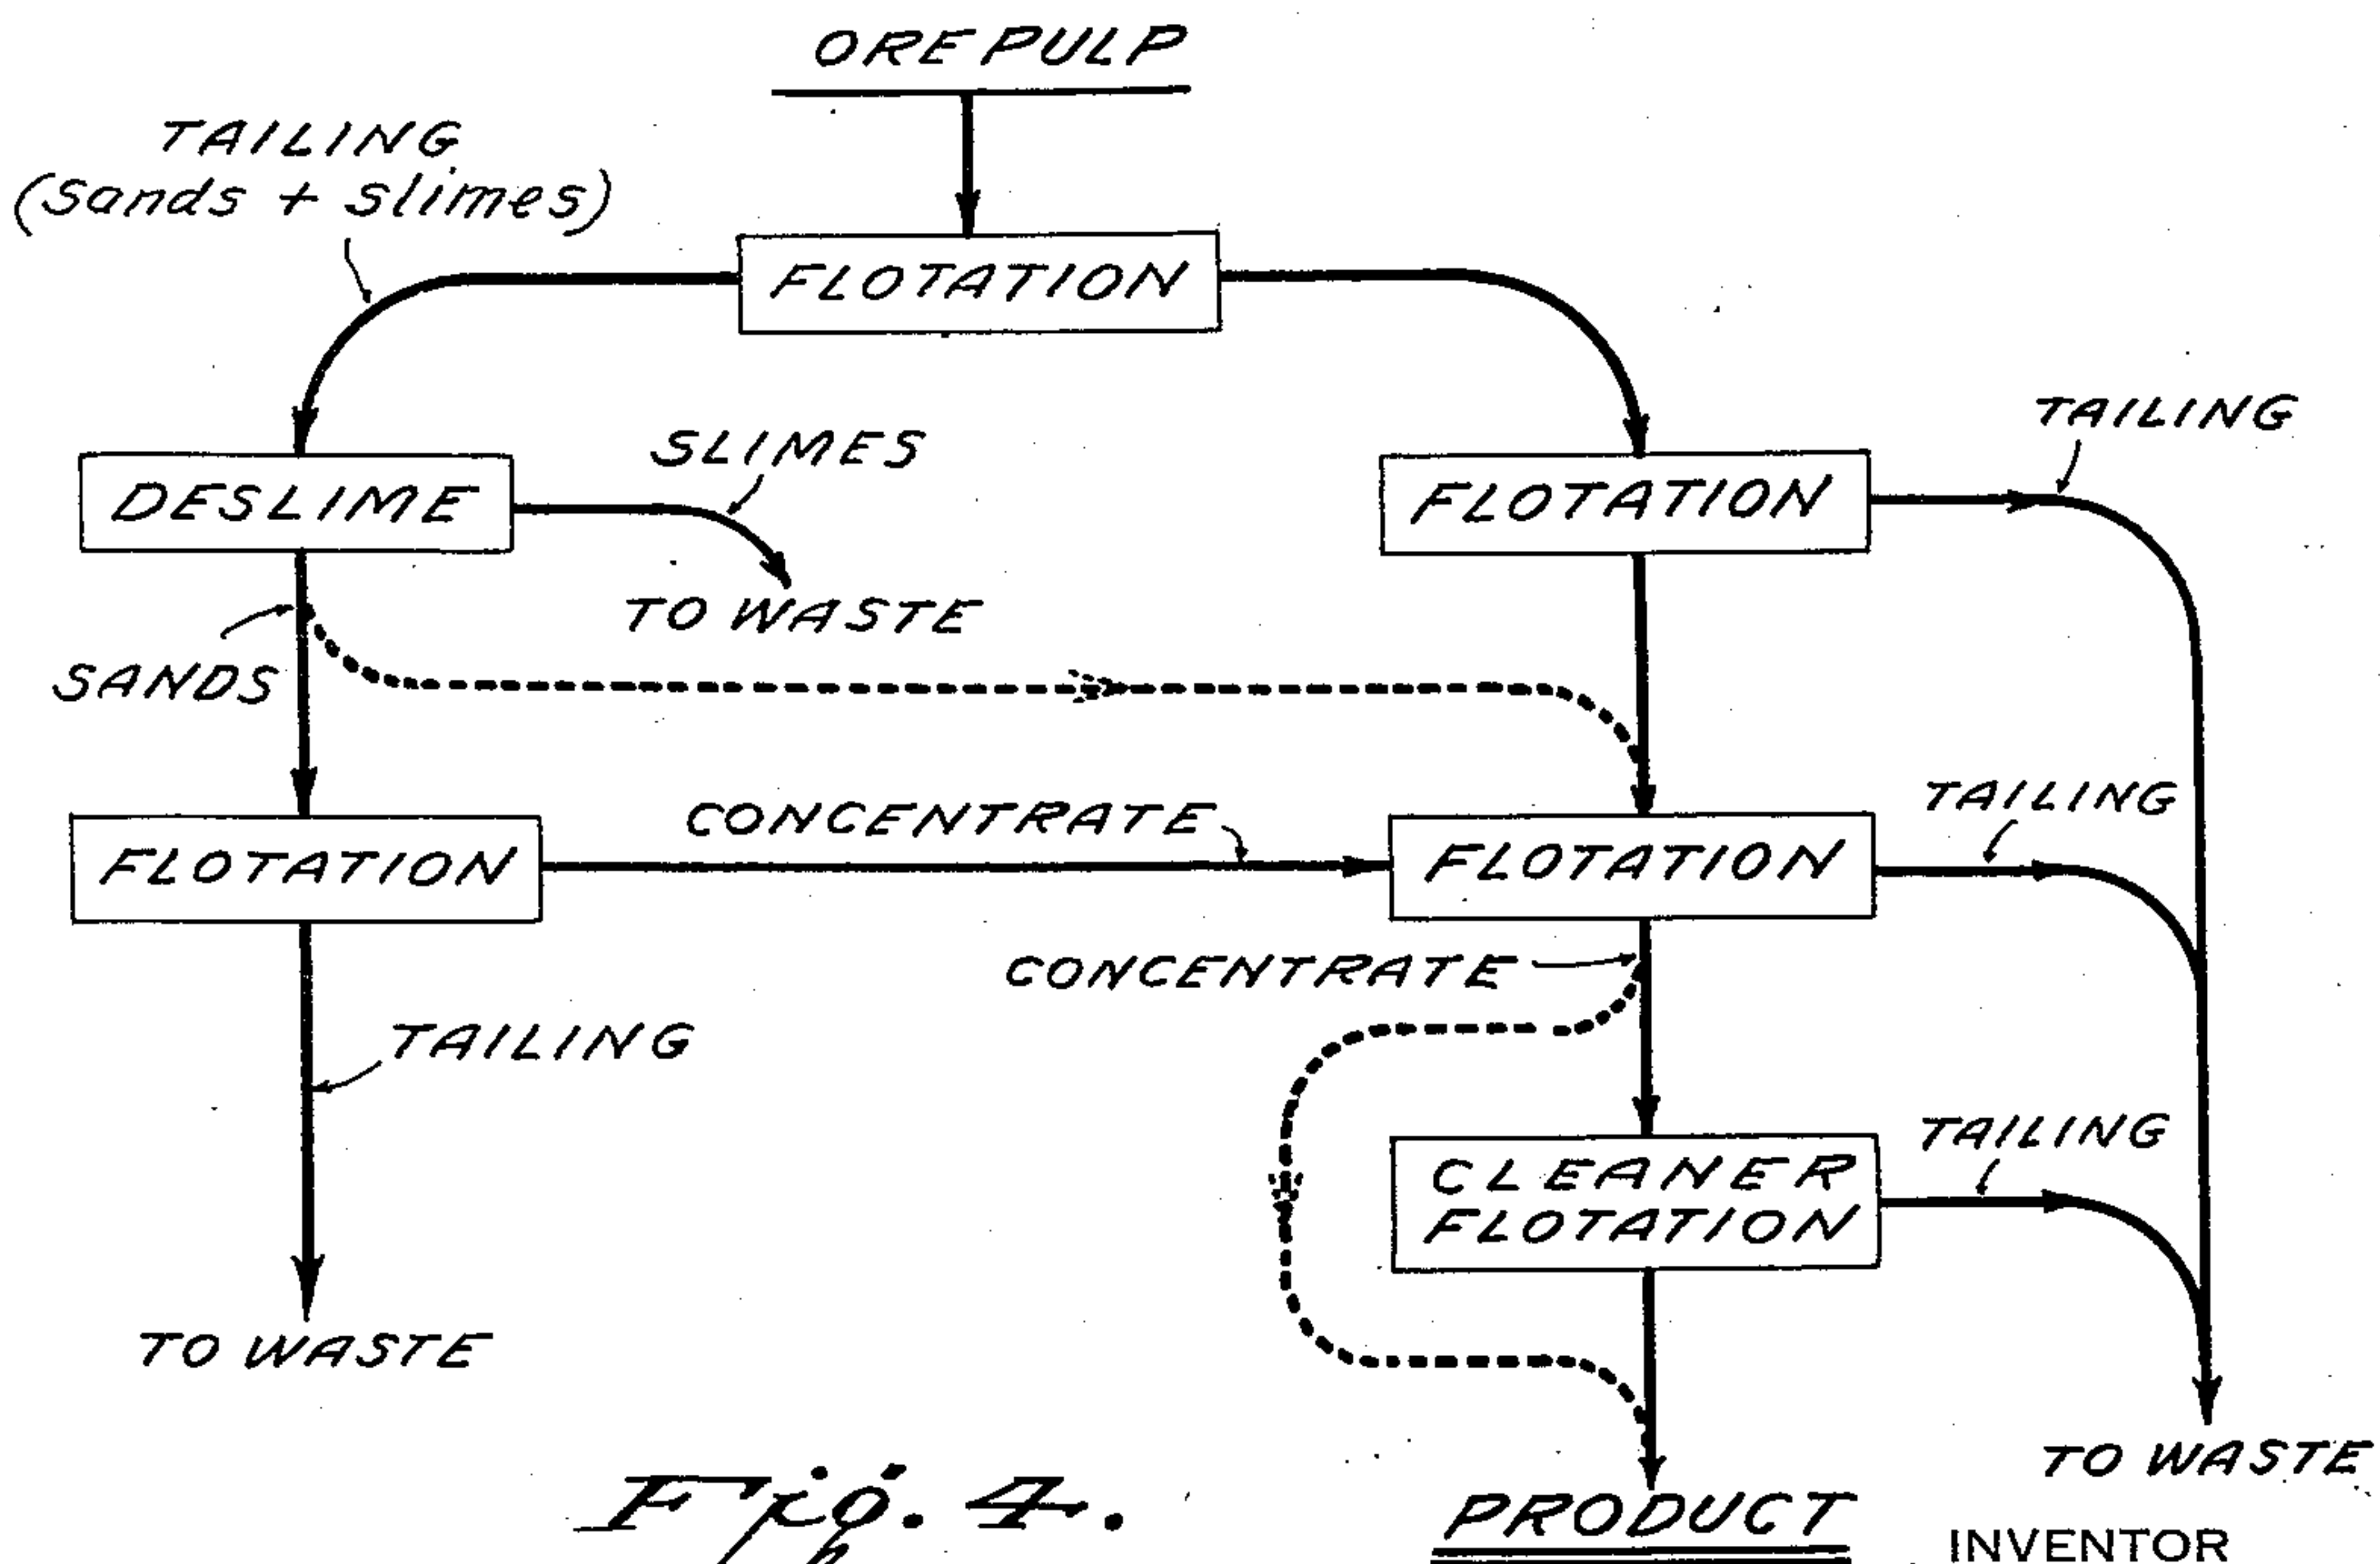 ORE PULP
TAILING
(Sands + slimes)
FLOTATION
TAILING
SLIMES
DESLIME
FLOTATION
TO WASTE
SANDS
TAILING
CONCENTRATE
FLOTATION
FLOTATION
CONCENTRATE
TAILING
TAILING
CLEANER
FLOTATION
TO WASTE
TO WASTE
Fig. 4.
PRODUCT
INVENTOR